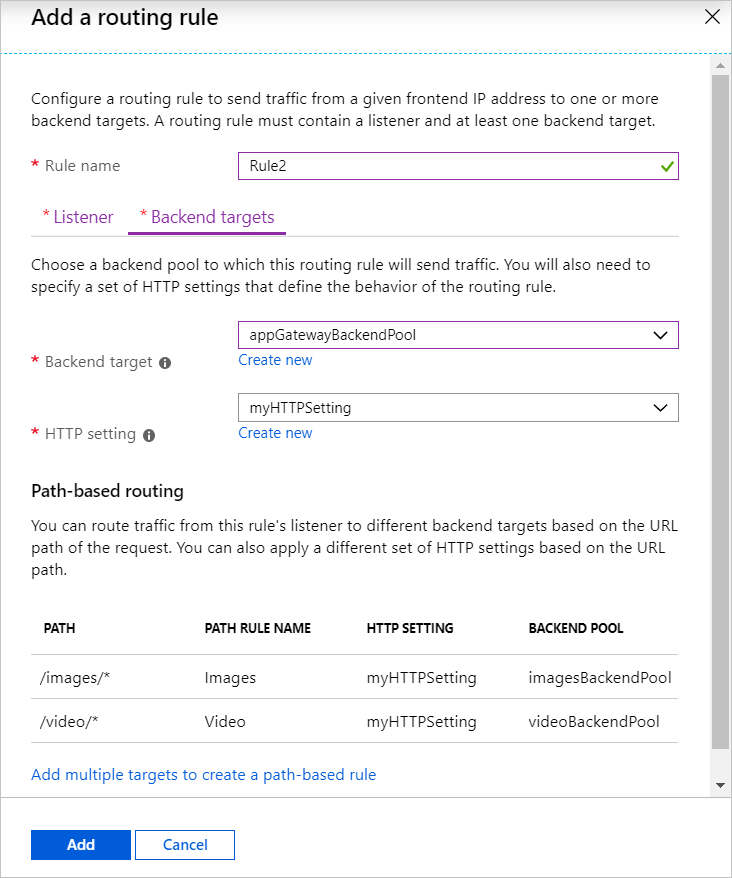 Add a routing rule
Configure a routing rule to send traffic from a given frontend IP address to one or more
backend targets. A routing rule must contain a listener and at least one backend target.
* Rule name
Rule2
* Listener
* Backend targets
Choose a backend pool to which this routing rule will send traffic. You will also need to
specify a set of HTTP settings that define the behavior of the routing rule.
appGatewayBackendPool
* Backend target
Create new
myHTTPSetting
* HTTP setting
Create new
Path-based routing
You can route traffic from this rule's listener to different backend targets based on the URL
path of the request. You can also apply a different set of HTTP settings based on the URL
path.
PATH PATH RULE NAME HTTP SETTING BACKEND POOL
/images/* Images myHTTPSetting imagesBackendPool
/video/* Video myHTTPSetting videoBackendPool
Add multiple targets to create a path-based rule
Add
Cancel